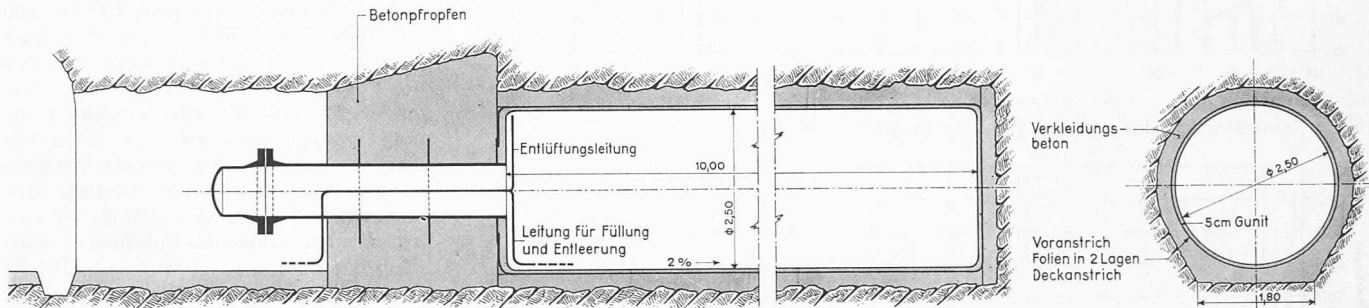 Betonpfropfen
Entlüftungsleitung
10,00
ϕ 2,50
Leitung für Füllung
und Entleerung
2%
Verkleidungs-
beton
ϕ 2,50
5cm Gunit
Voranstrich
Folien in 2 Lagen
Deckanstrich
1,80